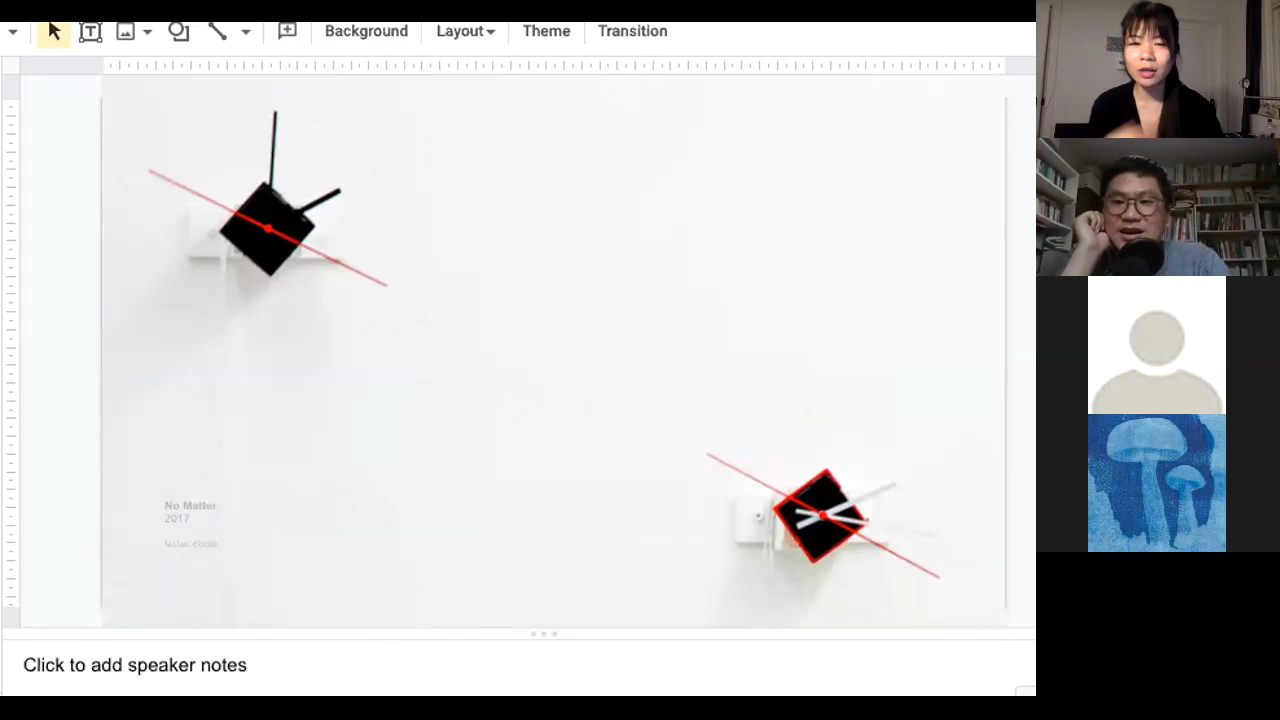 Background
Layout
Theme
Transition
No Matter
2017
Click to add speaker notes